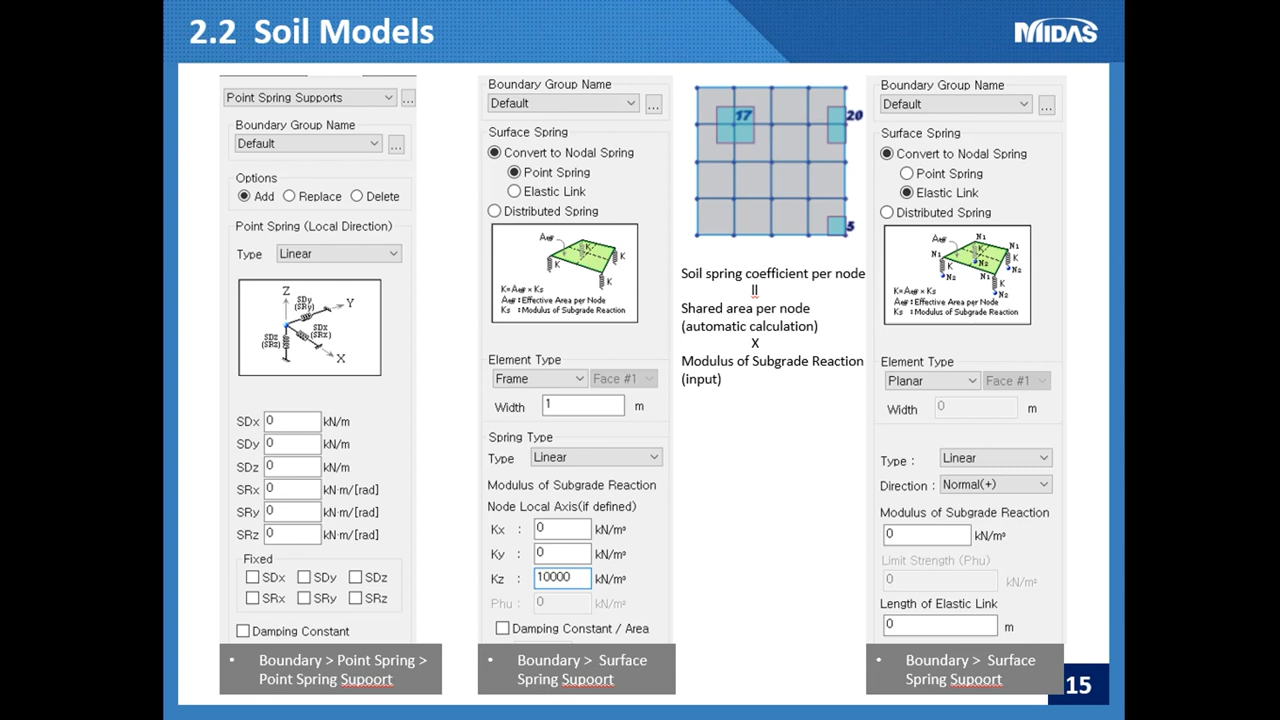 2.2 Soil Models
MIDAS
Point Spring Supports
...
Boundary Group Name
Default
...
Options
Add Replace Delete
Point Spring (Local Direction)
Type Linear
Z
SDy
(SRy)
Y
SDz
(SRz)
SDx
(SRx)
X
SDx 0 kN/m
SDy 0 kN/m
SDz 0 kN/m
SRx 0 kN·m/[rad]
SRy 0 kN·m/[rad]
SRz 0 kN·m/[rad]
Fixed
SDx SDy SDz
SRx SRy SRz
Damping Constant
• Boundary > Point Spring >
Point Spring Supoort
Boundary Group Name
Default
...
Surface Spring
Convert to Nodal Spring
Point Spring
Elastic Link
Distributed Spring
Aeff
K
K
K
K
K=Aeff × Ks
Aeff : Effective Area per Node
Ks : Modulus of Subgrade Reaction
Element Type
Frame Face #1
Width 1 m
Spring Type
Type Linear
Modulus of Subgrade Reaction
Node Local Axis(if defined)
Kx : 0 kN/m³
Ky : 0 kN/m³
Kz : 10000 kN/m³
Phu : 0 kN/m²
Damping Constant / Area
• Boundary > Surface
Spring Supoort
17
20
5
Soil spring coefficient per node
II
Shared area per node
(automatic calculation)
X
Modulus of Subgrade Reaction
(input)
Boundary Group Name
Default
...
Surface Spring
Convert to Nodal Spring
Point Spring
Elastic Link
Distributed Spring
Aeff
N1
N1
K
N1
K
N2
K
N2
N2
N1
K
N2
K=Aeff × Ks
Aeff : Effective Area per Node
Ks : Modulus of Subgrade Reaction
Element Type
Planar Face #1
Width 0 m
Type : Linear
Direction : Normal(+)
Modulus of Subgrade Reaction
0 kN/m³
Limit Strength (Phu)
0 kN/m²
Length of Elastic Link
0 m
• Boundary > Surface
Spring Supoort
15